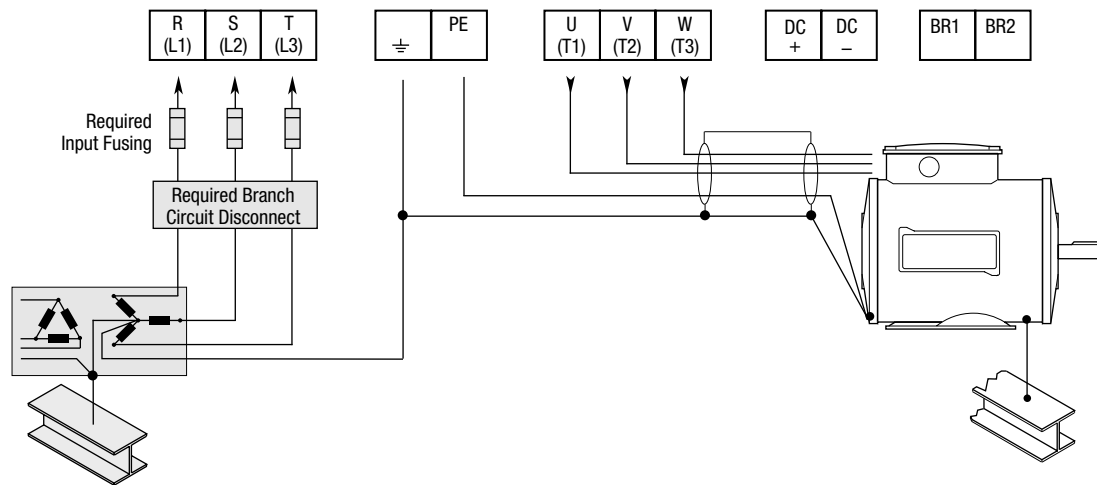 R S T PE U V W DC DC BR1 BR2
(L1) (L2) (L3) (T1) (T2) (T3) + –
Required
Input Fusing
Required Branch
Circuit Disconnect